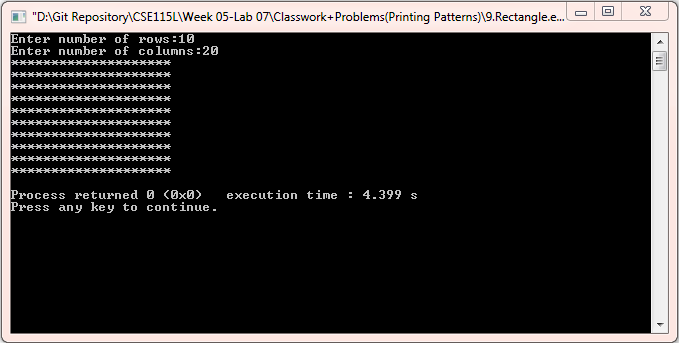 "D:\Git Repository\CSE115L\Week 05-Lab 07\Classwork+Problems(Printing Patterns)\9.Rectangle.e...
Enter number of rows:10
Enter number of columns:20
********************
********************
********************
********************
********************
********************
********************
********************
********************
********************
Process returned 0 (0x0)   execution time : 4.399 s
Press any key to continue.